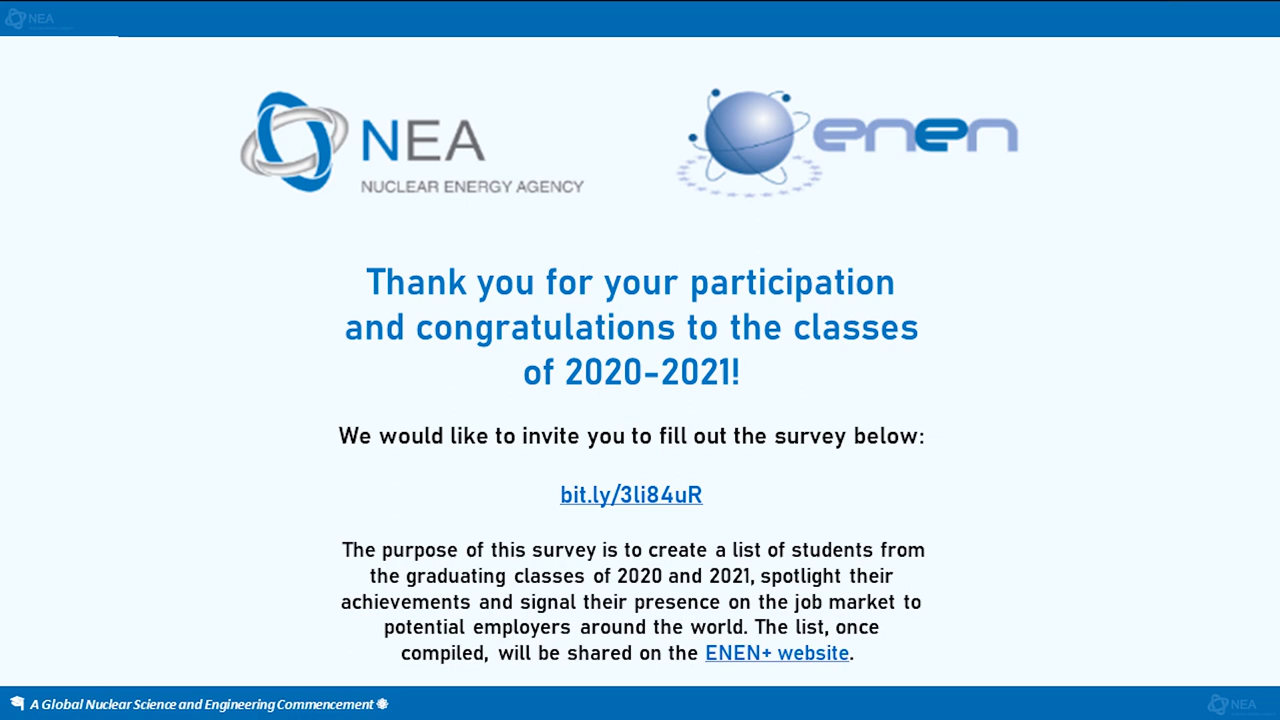 NEA
NEA
NUCLEAR ENERGY AGENCY
enen
Thank you for your participation
and congratulations to the classes
of 2020-2021!
We would like to invite you to fill out the survey below:
bit.ly/3li84uR
The purpose of this survey is to create a list of students from
the graduating classes of 2020 and 2021, spotlight their
achievements and signal their presence on the job market to
potential employers around the world. The list, once
compiled, will be shared on the ENEN+ website.
A Global Nuclear Science and Engineering Commencement
NEA